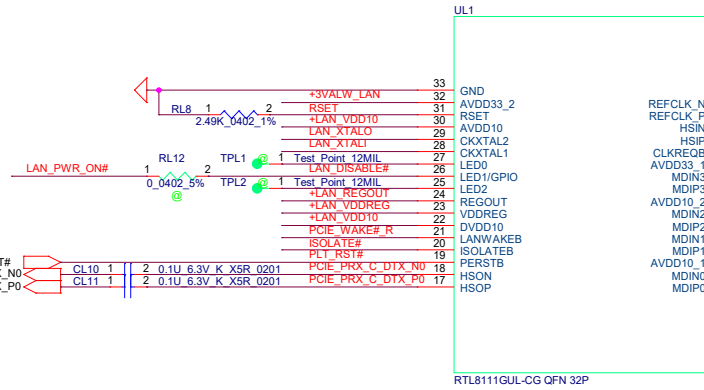 UL1
33 GND
+3VALW_LAN 32 AVDD33_2 REFCLK_N
RL8 1 2 RSET 31 RSET REFCLK_P
2.49K_0402_1% +LAN_VDD10 30 AVDD10 HSIN
LAN_XTALO 29 CKXTAL2 HSIP
LAN_XTALI 28 CKXTAL1 CLKREQB
RL12 TPL1 @ 1 Test_Point_12MIL 27 LED0 AVDD33_1
LAN_PWR_ON# 1 2 LAN_DISABLE# 26 LED1/GPIO MDIN3
0_0402_5% TPL2 @ 1 Test_Point_12MIL 25 LED2 MDIP3
@ +LAN_REGOUT 24 REGOUT AVDD10_2
+LAN_VDDREG 23 VDDREG MDIN2
+LAN_VDD10 22 DVDD10 MDIP2
PCIE_WAKE#_R 21 LANWAKEB MDIN1
ISOLATE# 20 ISOLATEB MDIP1
T# PLT_RST# 19 PERSTB AVDD10_1
_N0 CL10 1 2 0.1U_6.3V_K_X5R_0201 PCIE_PRX_C_DTX_N0 18 HSON MDIN0
_P0 CL11 1 2 0.1U_6.3V_K_X5R_0201 PCIE_PRX_C_DTX_P0 17 HSOP MDIP0
RTL8111GUL-CG QFN 32P